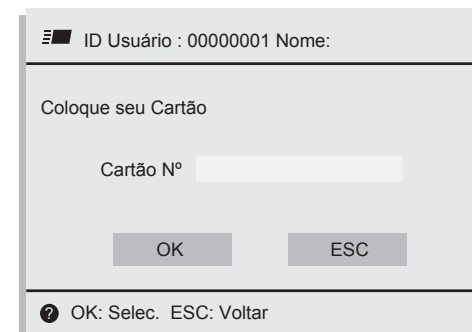 ID Usuário : 00000001 Nome:
Coloque seu Cartão
Cartão Nº
OK ESC
OK: Selec. ESC: Voltar